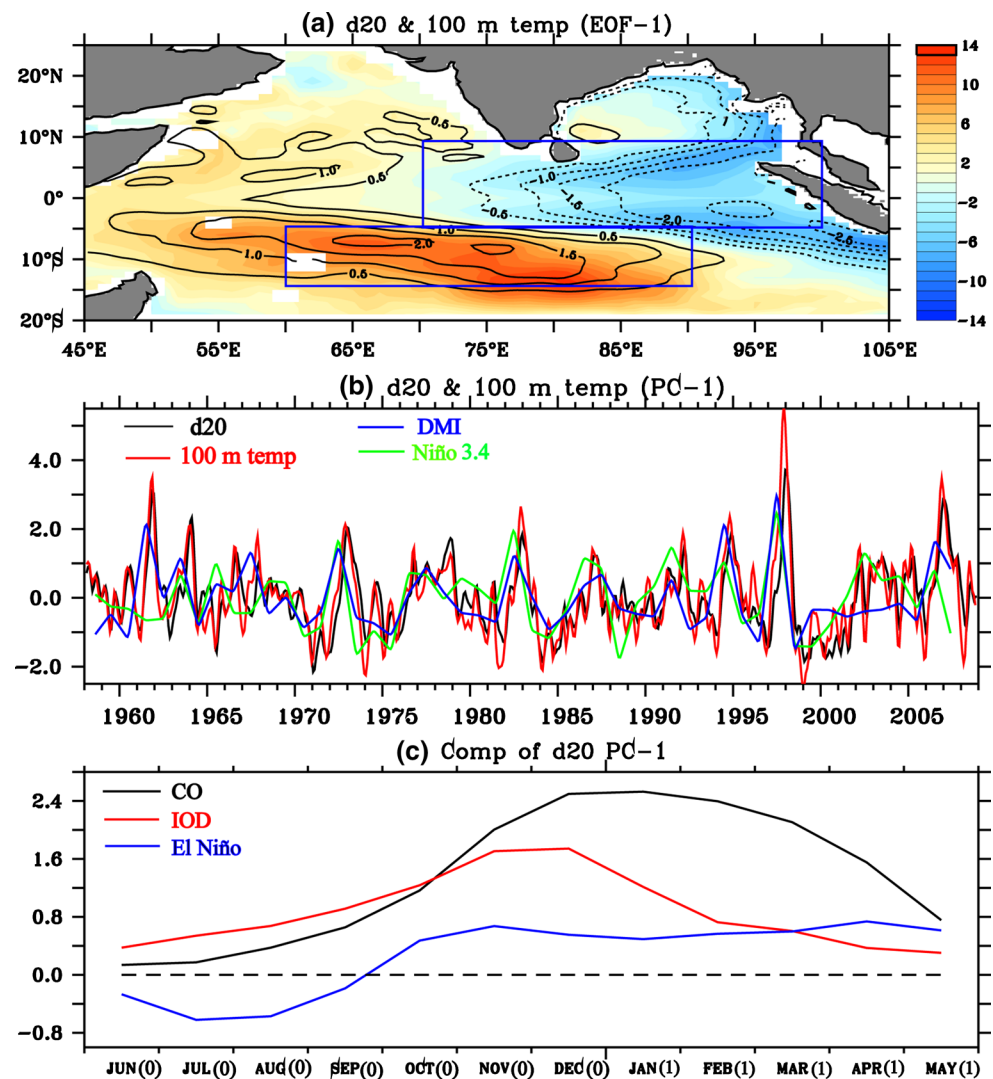 (a) d20 & 100 m temp (EOF-1)
20°N
10°N
0°
10°S
20°S
45°E 55°E 65°E 75°E 85°E 95°E 105°E
0.5
1.0
0.5
1
-1.0
-1.5
-0.5
-2.0
-2.5
1.0
0.5
2.0
1.5
1.0
0.5
14
10
6
2
-2
-6
-10
-14
(b) d20 & 100 m temp (PC-1)
d20 DMI
100 m temp Niño 3.4
4.0
2.0
0.0
-2.0
1960 1965 1970 1975 1980 1985 1990 1995 2000 2005
(c) Comp of d20 PC-1
CO
IOD
El Niño
2.4
1.6
0.8
0.0
-0.8
JUN(0) JUL(0) AUG(0) SEP(0) OCT(0) NOV(0) DEC(0) JAN(1) FEB(1) MAR(1) APR(1) MAY(1)